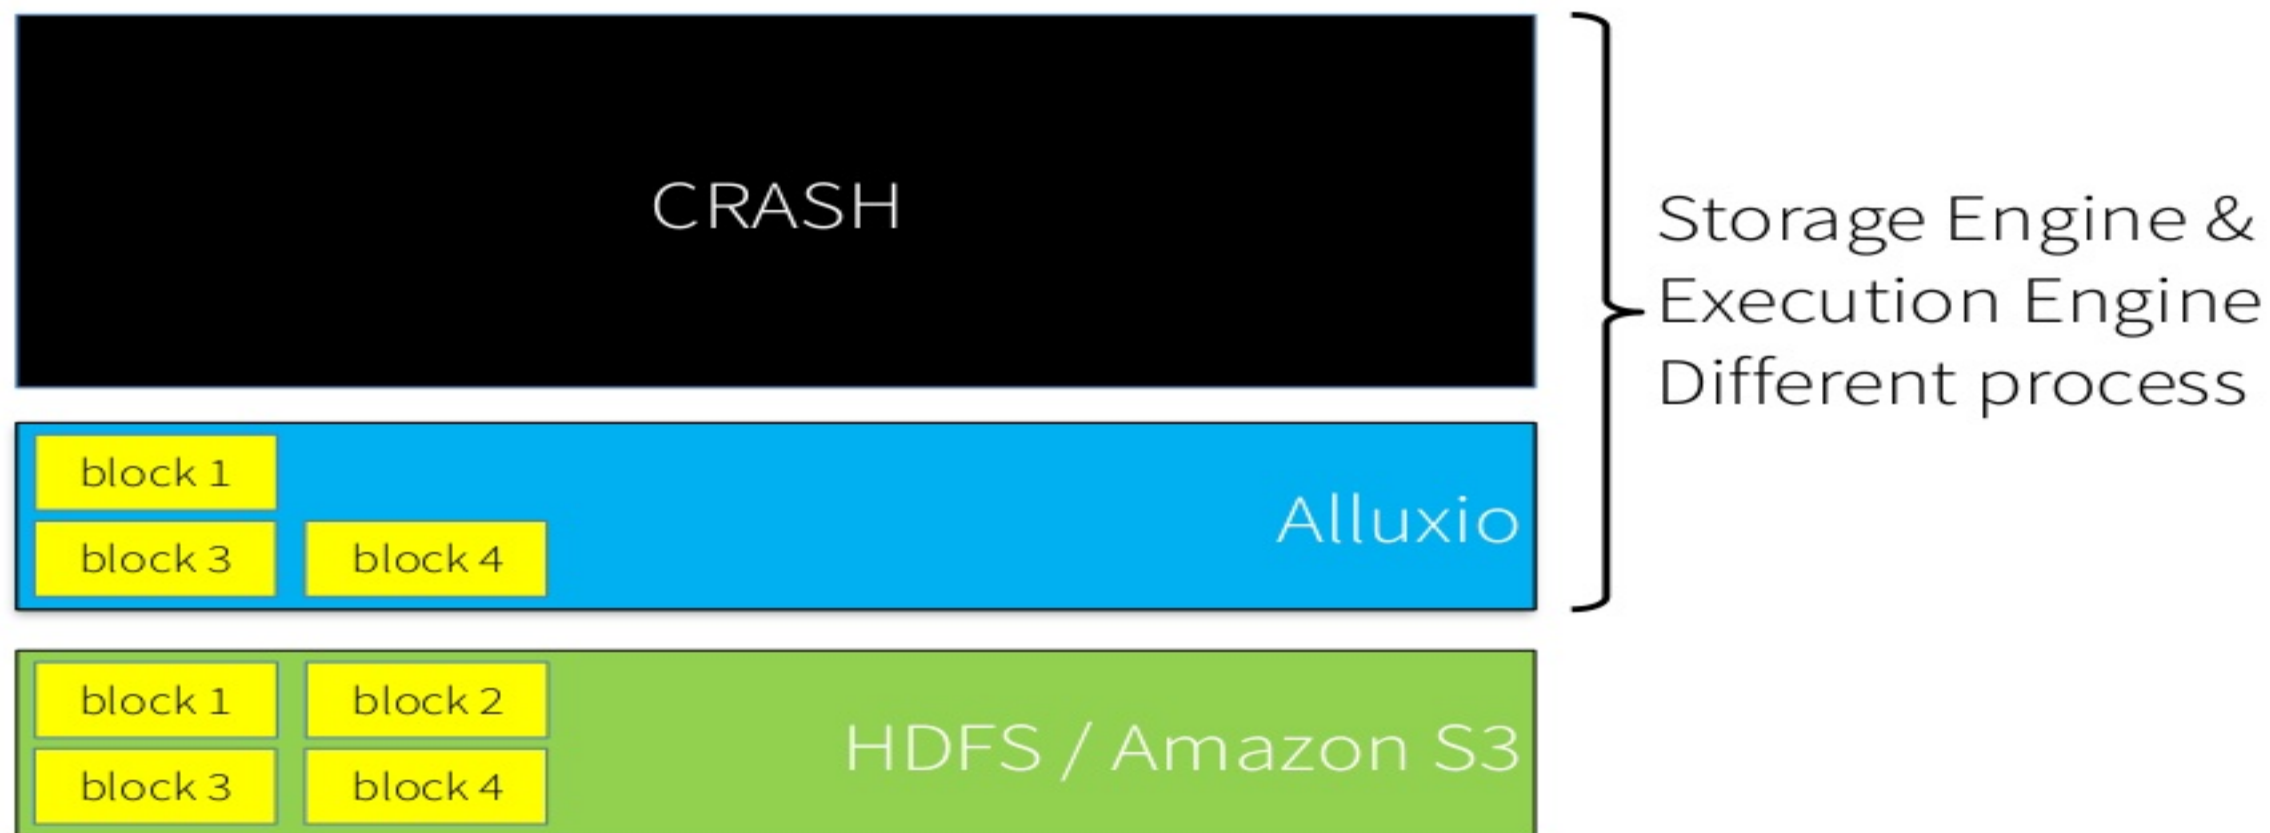 CRASH
Storage Engine &
Execution Engine
Different process
block 1
block 3
block 4
Alluxio
block 1
block 2
block 3
block 4
HDFS / Amazon S3